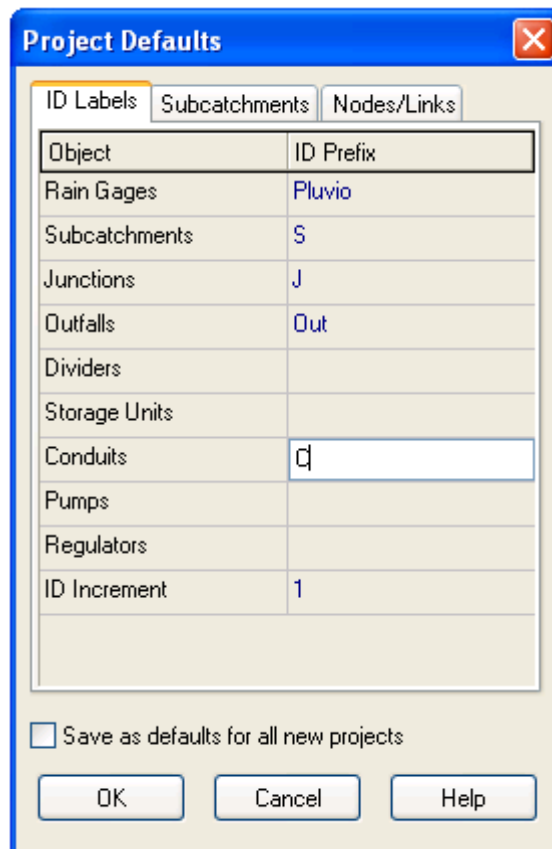 Project Defaults
ID Labels Subcatchments Nodes/Links
Object ID Prefix
Rain Gages Pluvio
Subcatchments S
Junctions J
Outfalls Out
Dividers
Storage Units
Conduits C
Pumps
Regulators
ID Increment 1
Save as defaults for all new projects
OK Cancel Help